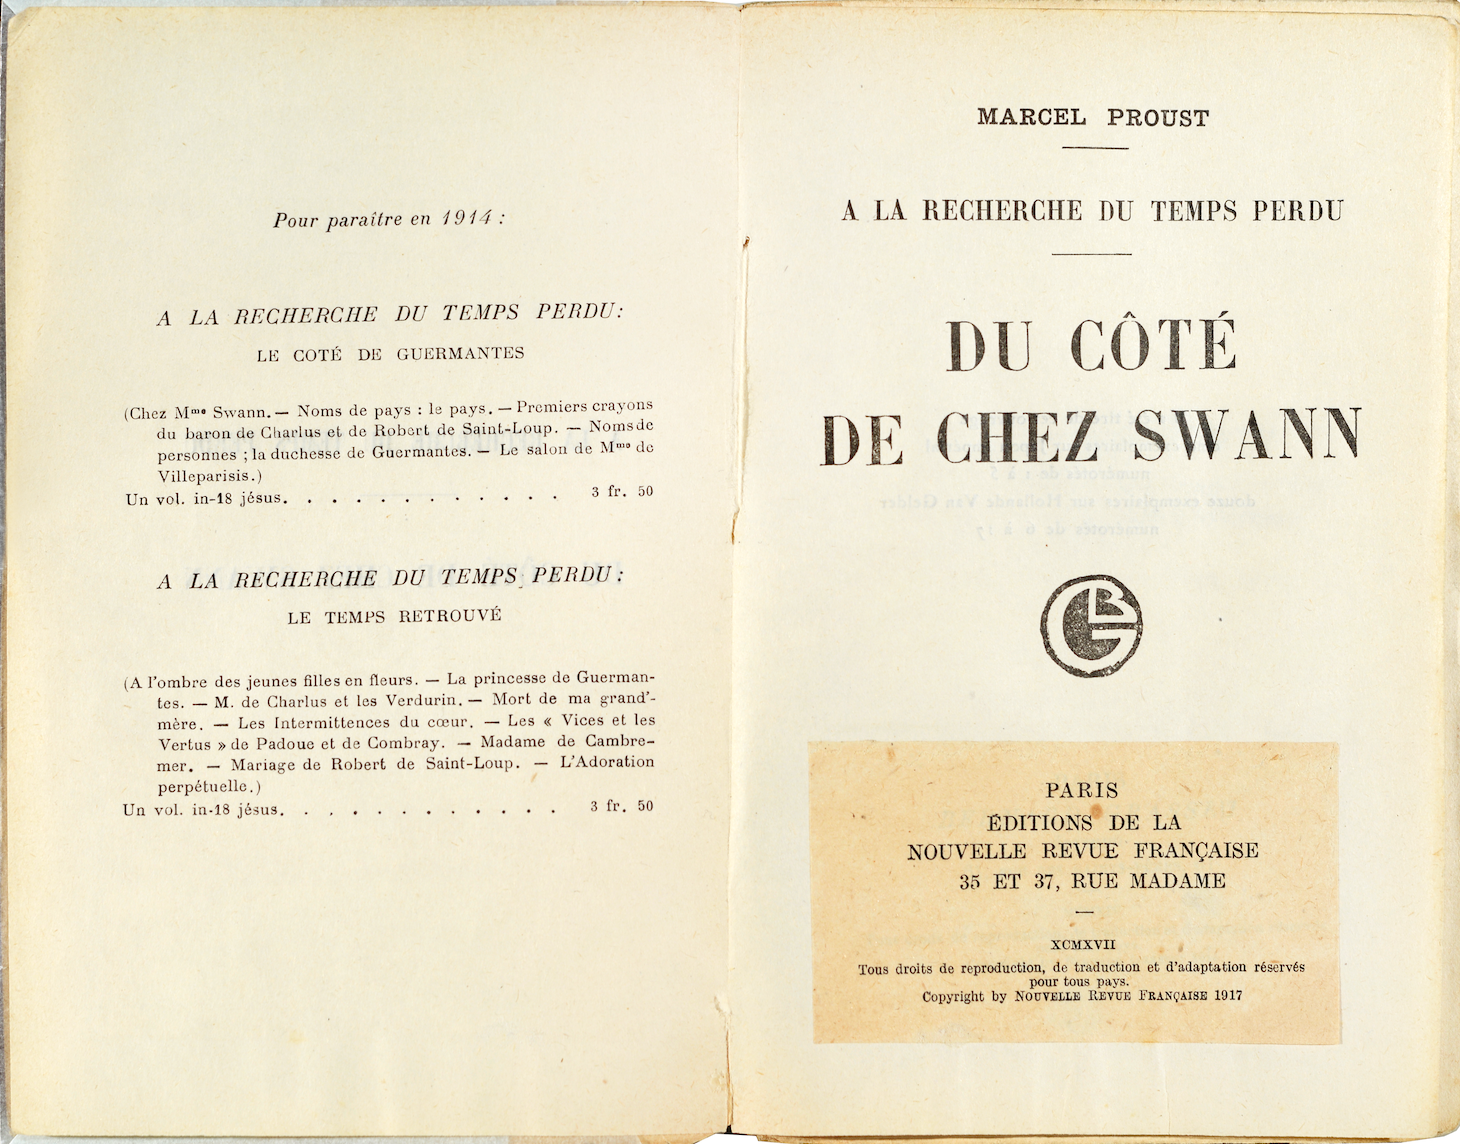 Pour paraître en 1914 :
A LA RECHERCHE DU TEMPS PERDU:
LE COTÉ DE GUERMANTES
(Chez Mme Swann. — Noms de pays : le pays. — Premiers crayons
du baron de Charlus et de Robert de Saint-Loup. — Noms de
personnes ; la duchesse de Guermantes. — Le salon de Mme de
Villeparisis.)
Un vol. in-18 jésus. . . . . . . . . . . . 3 fr. 50
A LA RECHERCHE DU TEMPS PERDU :
LE TEMPS RETROUVÉ
(A l'ombre des jeunes filles en fleurs. — La princesse de Guerman-
tes. — M. de Charlus et les Verdurin. — Mort de ma grand'-
mère. — Les Intermittences du cœur. — Les « Vices et les
Vertus » de Padoue et de Combray. — Madame de Cambre-
mer. — Mariage de Robert de Saint-Loup. — L'Adoration
perpétuelle.)
Un vol. in-18 jésus. . . . . . . . . . . . 3 fr. 50
MARCEL PROUST
A LA RECHERCHE DU TEMPS PERDU
DU CÔTÉ
DE CHEZ SWANN
PARIS
ÉDITIONS DE LA
NOUVELLE REVUE FRANÇAISE
35 ET 37, RUE MADAME
XCMXVII
Tous droits de reproduction, de traduction et d'adaptation réservés
pour tous pays.
Copyright by NOUVELLE REVUE FRANÇAISE 1917